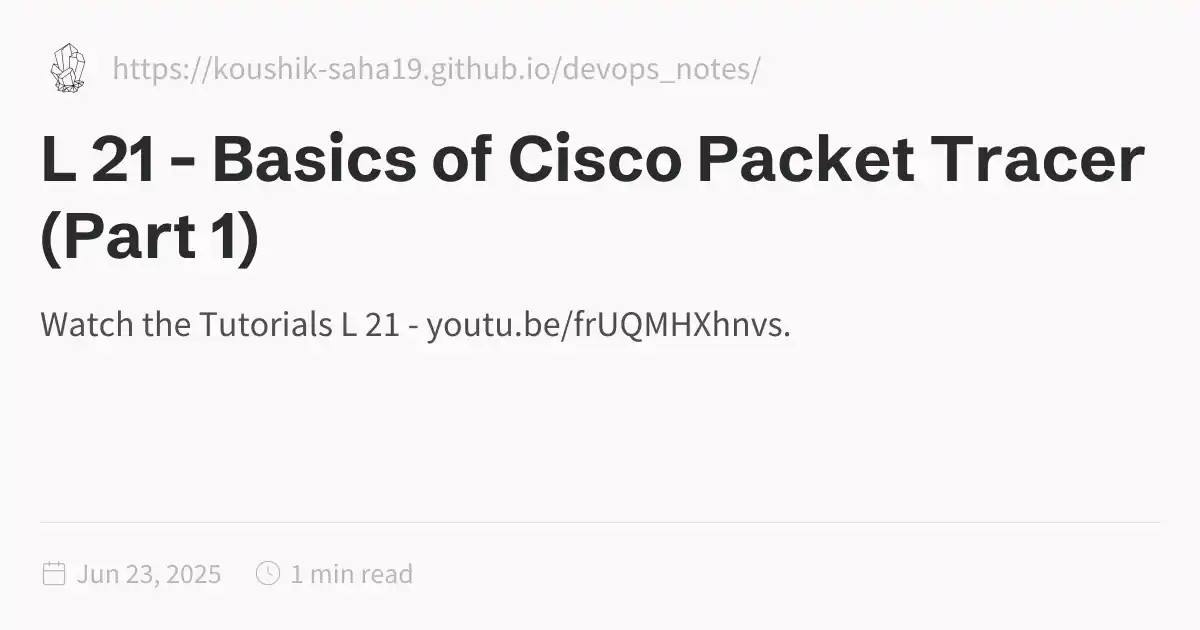 https://koushik-saha19.github.io/devops_notes/
L 21 - Basics of Cisco Packet Tracer
(Part 1)
Watch the Tutorials L 21 - youtu.be/frUQMHXhnvs.
Jun 23, 2025 1 min read